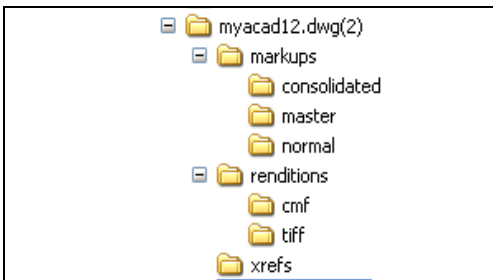 myacad12.dwg(2)
markups
consolidated
master
normal
renditions
cmf
tiff
xrefs